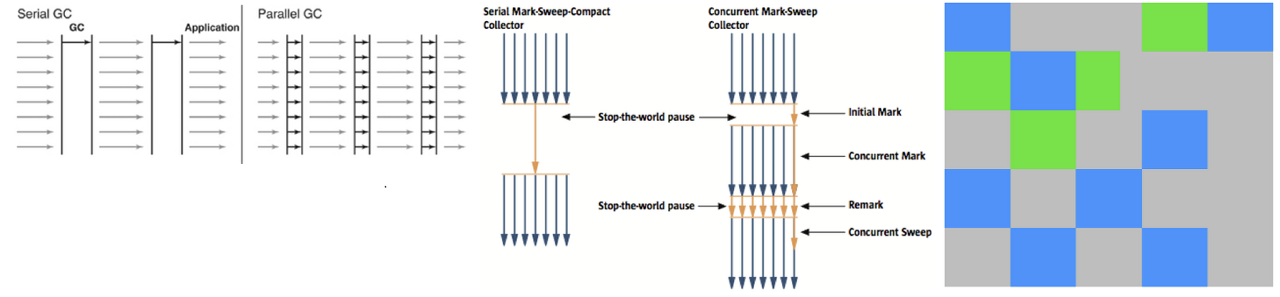 Serial GC
GC
Application
Parallel GC
Serial Mark-Sweep-Compact
Collector
Concurrent Mark-Sweep
Collector
Stop-the-world pause
Initial Mark
Concurrent Mark
Stop-the-world pause
Remark
Concurrent Sweep